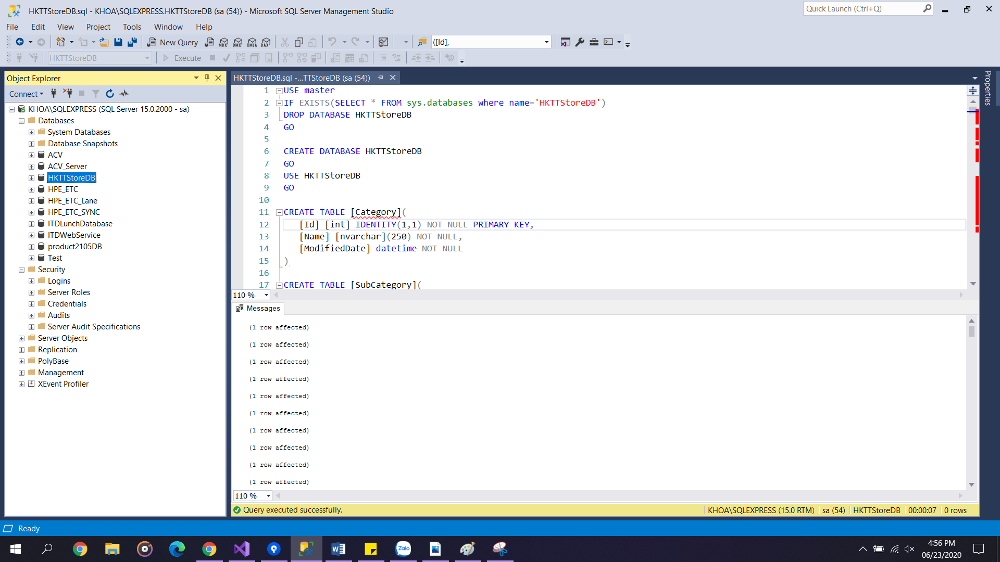 HKTTStoreDB.sql - KHOA\SQLEXPRESS.HKTTStoreDB (sa (54)) - Microsoft SQL Server Management Studio
Quick Launch (Ctrl+Q)
File Edit View Project Tools Window Help
New Query MDX DMX XMLA DAX ([Id],
HKTTStoreDB Execute
Object Explorer
Connect
KHOA\SQLEXPRESS (SQL Server 15.0.2000 - sa)
Databases
System Databases
Database Snapshots
ACV
ACV_Server
HKTTStoreDB
HPE_ETC
HPE_ETC_Lane
HPE_ETC_SYNC
ITDLunchDatabase
ITDWebService
product2105DB
Test
Security
Logins
Server Roles
Credentials
Audits
Server Audit Specifications
Server Objects
Replication
PolyBase
Management
XEvent Profiler
HKTTStoreDB.sql -...TTStoreDB (sa (54))
Properties
1 USE master
2 IF EXISTS(SELECT * FROM sys.databases where name='HKTTStoreDB')
3 DROP DATABASE HKTTStoreDB
4 GO
5
6 CREATE DATABASE HKTTStoreDB
7 GO
8 USE HKTTStoreDB
9 GO
10
11 CREATE TABLE [Category](
12 [Id] [int] IDENTITY(1,1) NOT NULL PRIMARY KEY,
13 [Name] [nvarchar](250) NOT NULL,
14 [ModifiedDate] datetime NOT NULL
15 )
16
17 CREATE TABLE [SubCategory](
110 %
Messages
(1 row affected)
(1 row affected)
(1 row affected)
(1 row affected)
(1 row affected)
(1 row affected)
(1 row affected)
(1 row affected)
(1 row affected)
(1 row affected)
110 %
Query executed successfully. KHOA\SQLEXPRESS (15.0 RTM) sa (54) HKTTStoreDB 00:00:07 0 rows
Ready
Zalo
4:56 PM
06/23/2020